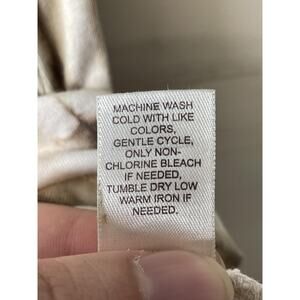 MACHINE WASH
COLD WITH LIKE
COLORS,
GENTLE CYCLE,
ONLY NON-
CHLORINE BLEACH
IF NEEDED,
TUMBLE DRY LOW
WARM IRON IF
NEEDED.